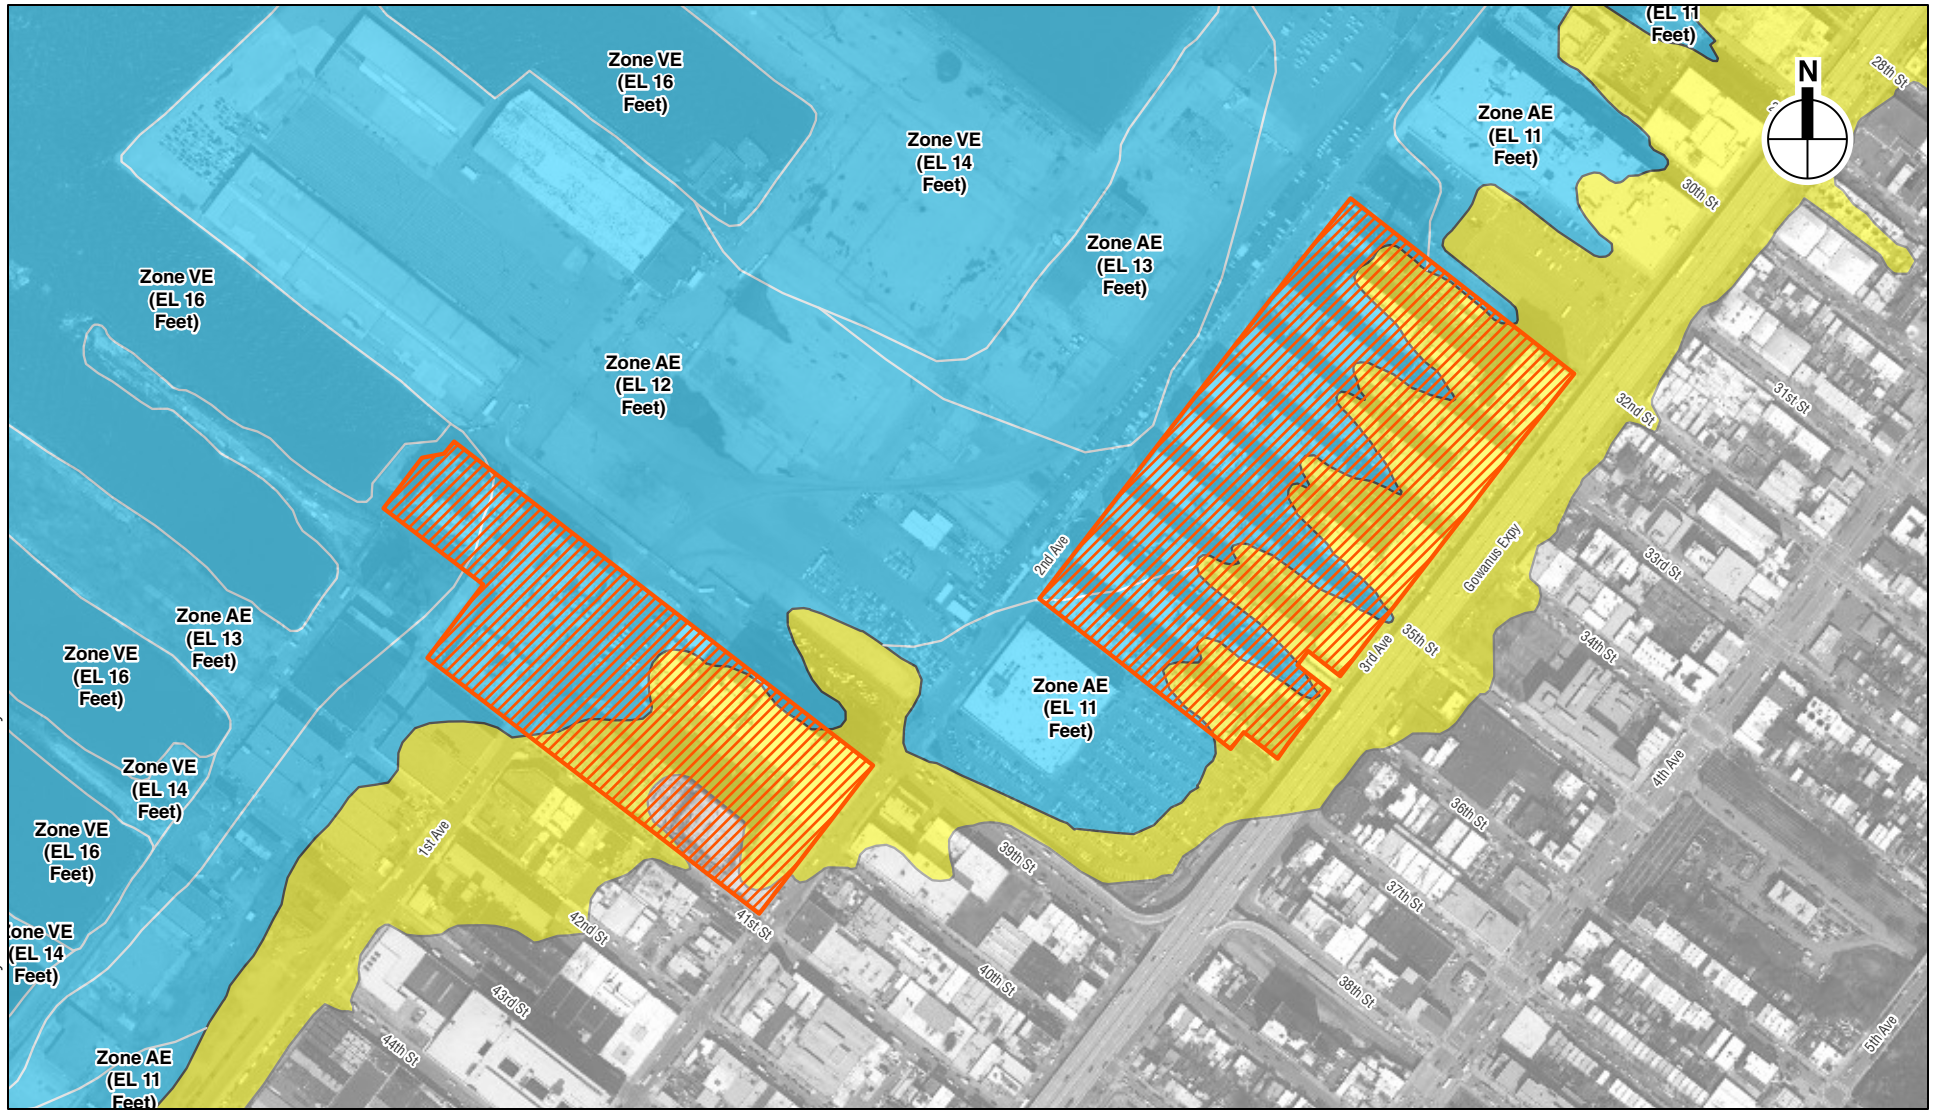 (EL 11
Feet)
N
28th St
Zone VE
(EL 16
Feet)
Zone VE
(EL 14
Feet)
Zone AE
(EL 11
Feet)
30th St
Zone AE
(EL 13
Feet)
Zone VE
(EL 16
Feet)
Zone AE
(EL 12
Feet)
31st St
32nd St
2nd Ave
Gowanus Expy
33rd St
Zone AE
(EL 13
Feet)
Zone VE
(EL 16
Feet)
3rd Ave
35th St
34th St
Zone AE
(EL 11
Feet)
Zone VE
(EL 14
Feet)
4th Ave
Zone VE
(EL 16
Feet)
1st Ave
36th St
39th St
37th St
Zone VE
(EL 14
Feet)
42nd St
41st St
40th St
38th St
43rd St
44th St
5th Ave
Zone AE
(EL 11
Feet)